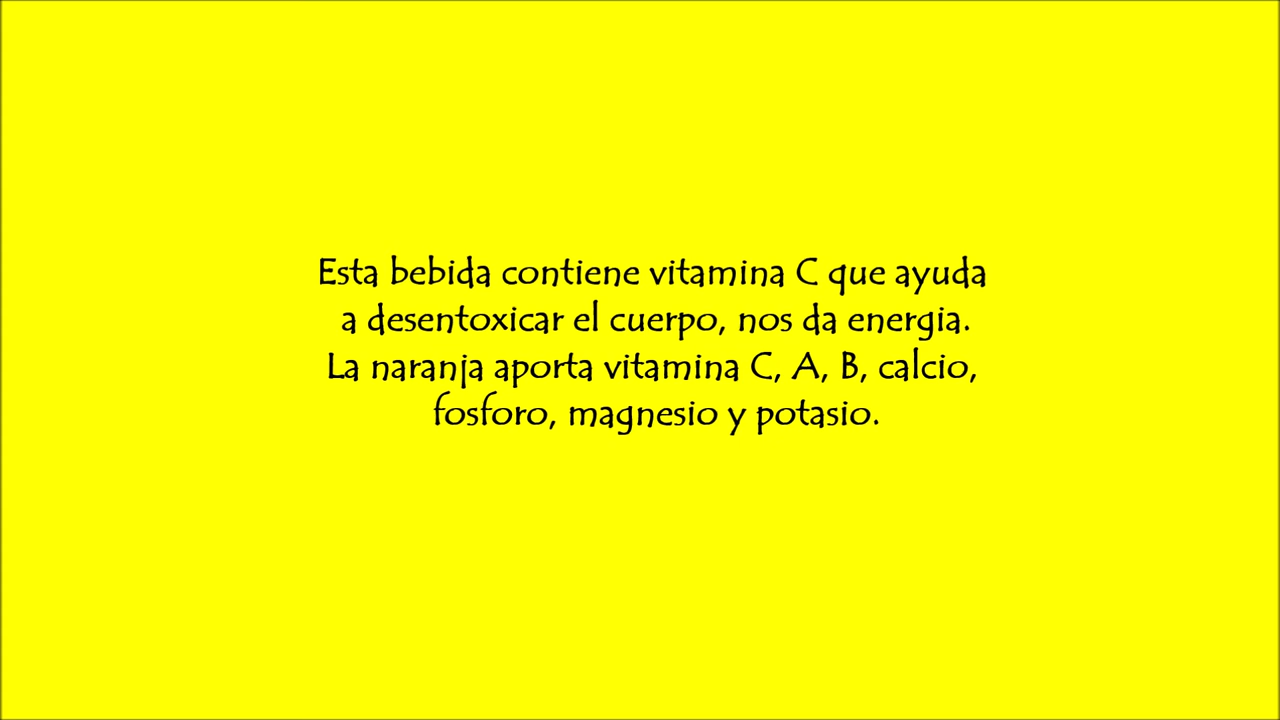 Esta bebida contiene vitamina C que ayuda
a desentoxicar el cuerpo, nos da energia.
La naranja aporta vitamina C, A, B, calcio,
fosforo, magnesio y potasio.